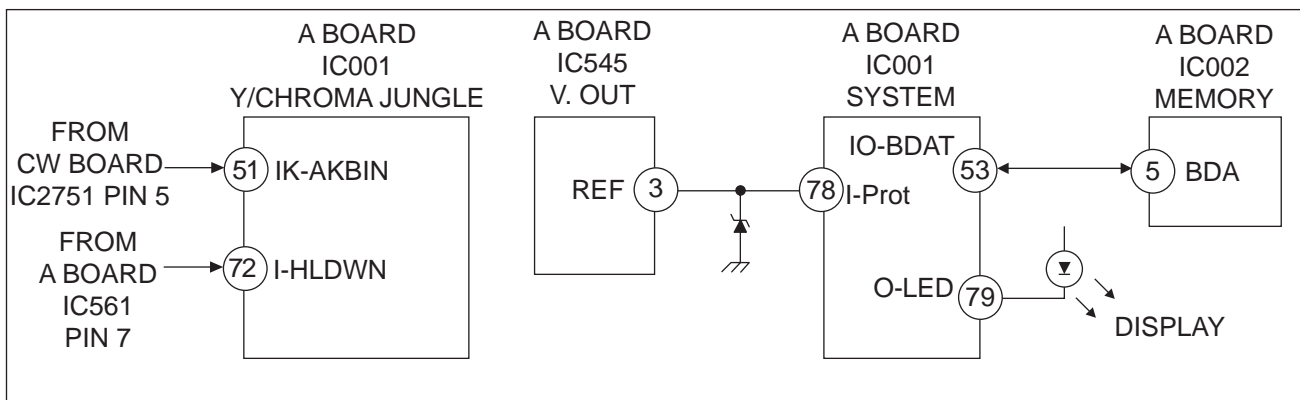 A BOARD
IC001
Y/CHROMA JUNGLE
FROM
CW BOARD
IC2751 PIN 5
51
IK-AKBIN
FROM
A BOARD
IC561
PIN 7
72
I-HLDWN
A BOARD
IC545
V. OUT
REF
3
A BOARD
IC001
SYSTEM
78
I-Prot
IO-BDAT
53
O-LED
79
DISPLAY
A BOARD
IC002
MEMORY
5
BDA